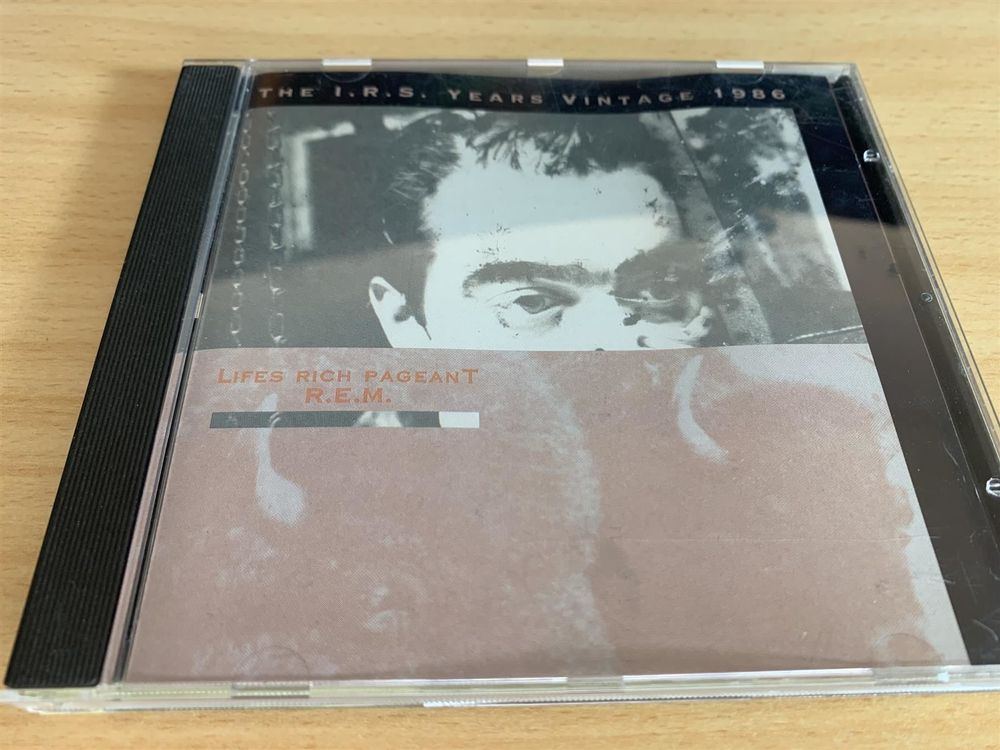 THE I.R.S. YEARS VINTAGE 1986
LIFES RICH PAGEANT
R.E.M.